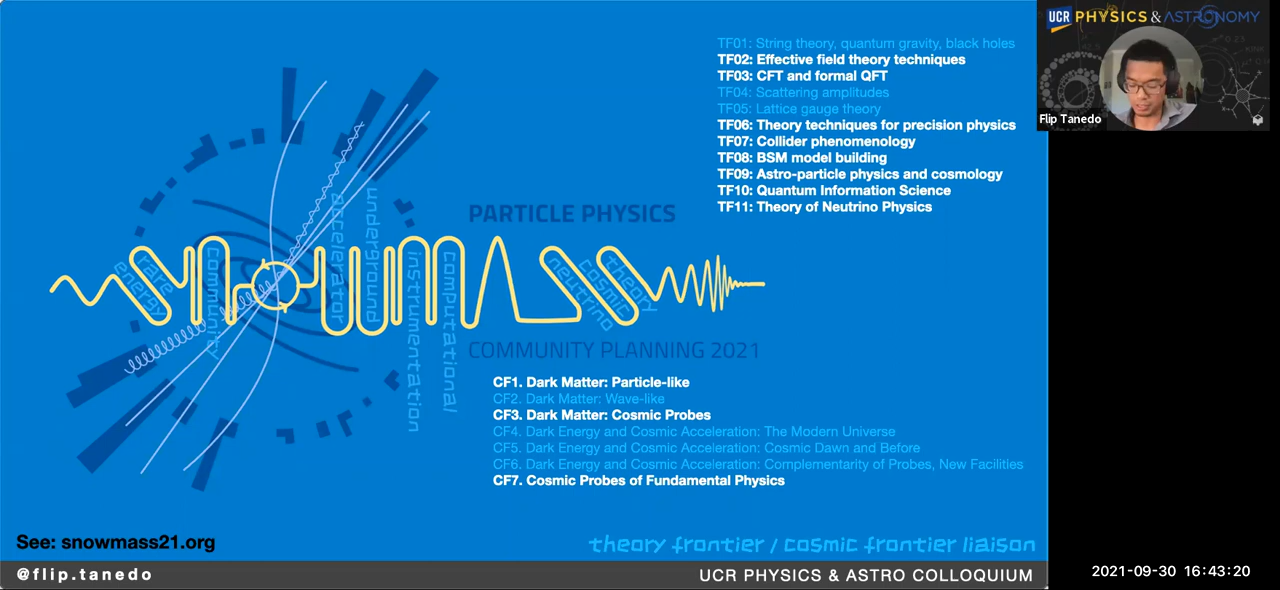 TF01: String theory, quantum gravity, black holes
TF02: Effective field theory techniques
TF03: CFT and formal QFT
TF04: Scattering amplitudes
TF05: Lattice gauge theory
TF06: Theory techniques for precision physics
TF07: Collider phenomenology
TF08: BSM model building
TF09: Astro-particle physics and cosmology
TF10: Quantum Information Science
TF11: Theory of Neutrino Physics
UCR PHYSICS & ASTRONOMY
Flip Tanedo
PARTICLE PHYSICS
SNOWMASS
rare
energy
community
accelerator
underground
instrumentation
computational
neutrino
cosmic
theory
COMMUNITY PLANNING 2021
CF1. Dark Matter: Particle-like
CF2. Dark Matter: Wave-like
CF3. Dark Matter: Cosmic Probes
CF4. Dark Energy and Cosmic Acceleration: The Modern Universe
CF5. Dark Energy and Cosmic Acceleration: Cosmic Dawn and Before
CF6. Dark Energy and Cosmic Acceleration: Complementarity of Probes, New Facilities
CF7. Cosmic Probes of Fundamental Physics
See: snowmass21.org
theory frontier / cosmic frontier liaison
@flip.tanedo
UCR PHYSICS & ASTRO COLLOQUIUM
2021-09-30 16:43:20